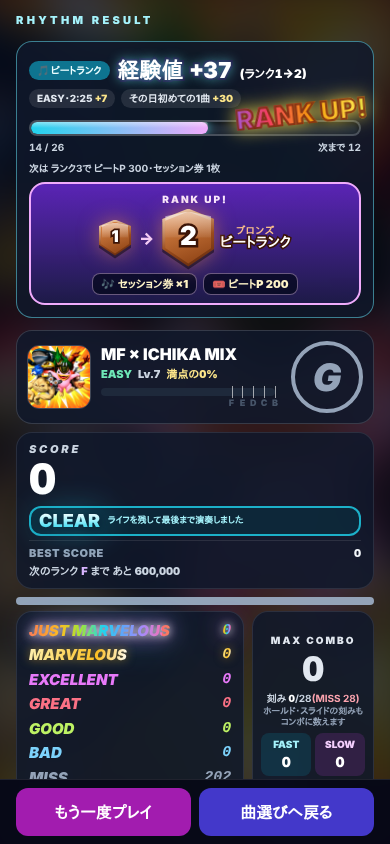 RHYTHM RESULT
🎵ビートランク 経験値 +37 (ランク1→2)
EASY・2:25 +7 その日初めての1曲 +30
RANK UP!
14 / 26 次まで 12
次は ランク3で ビートP 300・セッション券 1枚
RANK UP!
1 → 2 ブロンズ
ビートランク
🎶 セッション券 ×1 🎟️ ビートP 200
MF × ICHIKA MIX
EASY Lv.7 満点の0%
F E D C B
G
SCORE
0
CLEAR ライフを残して最後まで演奏しました
BEST SCORE 0
次のランク F まで あと 600,000
JUST MARVELOUS 0
MARVELOUS 0
EXCELLENT 0
GREAT 0
GOOD 0
BAD 0
MISS 202
MAX COMBO
0
刻み 0/28(MISS 28)
ホールド・スライドの刻みも
コンボに数えます
FAST SLOW
0 0
もう一度プレイ 曲選びへ戻る